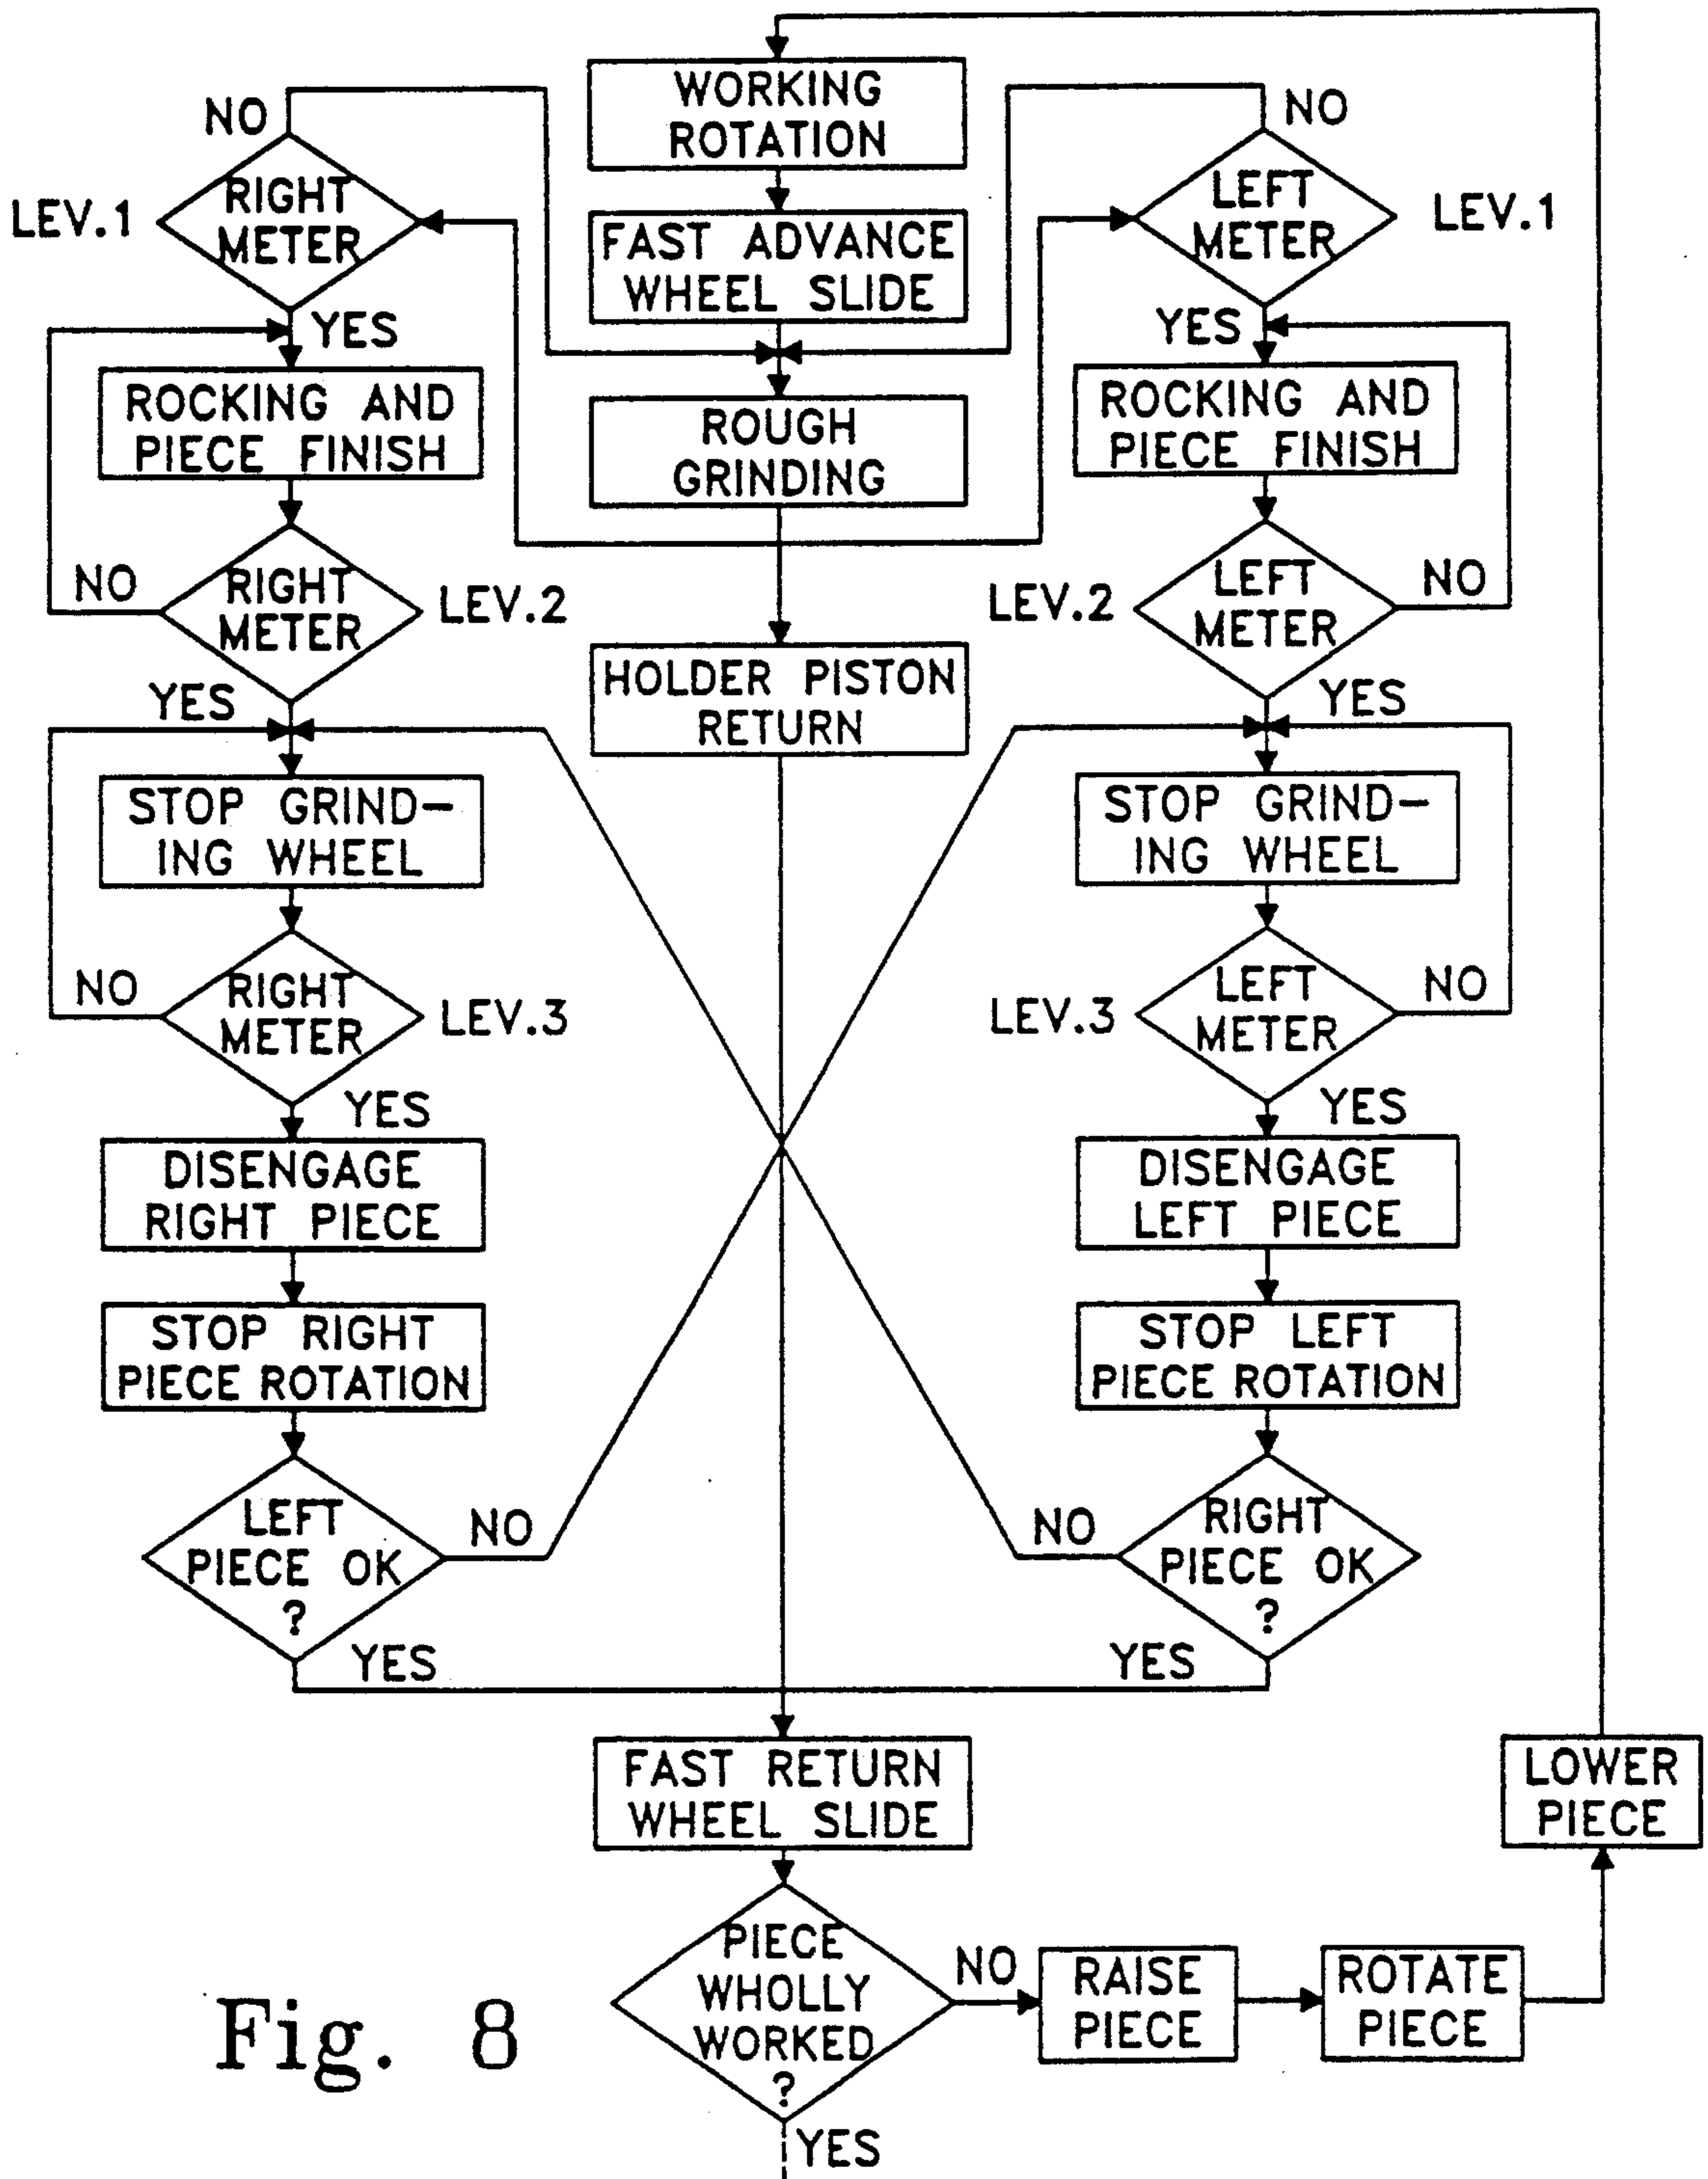 WORKING
ROTATION
FAST ADVANCE
WHEEL SLIDE
ROUGH
GRINDING
HOLDER PISTON
RETURN
NO
RIGHT
METER
LEV.1
YES
ROCKING AND
PIECE FINISH
RIGHT
METER
NO
LEV.2
YES
STOP GRIND-
ING WHEEL
RIGHT
METER
NO
LEV.3
YES
DISENGAGE
RIGHT PIECE
STOP RIGHT
PIECE ROTATION
LEFT
PIECE OK
?
NO
YES
NO
LEFT
METER
LEV.1
YES
ROCKING AND
PIECE FINISH
LEFT
METER
NO
LEV.2
YES
STOP GRIND-
ING WHEEL
LEFT
METER
NO
LEV.3
YES
DISENGAGE
LEFT PIECE
STOP LEFT
PIECE ROTATION
RIGHT
PIECE OK
?
NO
YES
FAST RETURN
WHEEL SLIDE
PIECE
WHOLLY
WORKED
?
NO
YES
RAISE
PIECE
ROTATE
PIECE
LOWER
PIECE
Fig. 8